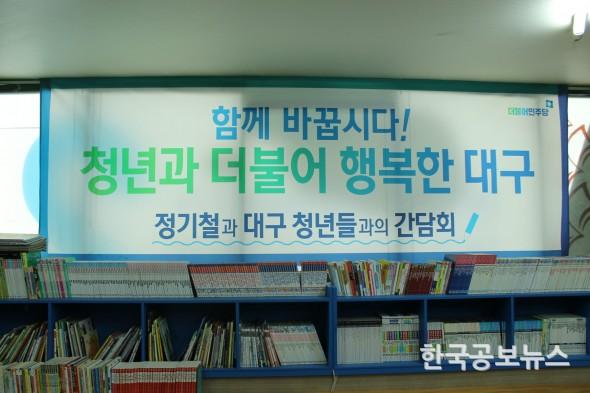 함께 바꿉시다!
더불어민주당
청년과 더불어 행복한 대구
정기철과 대구 청년들과의 간담회
한국공보뉴스